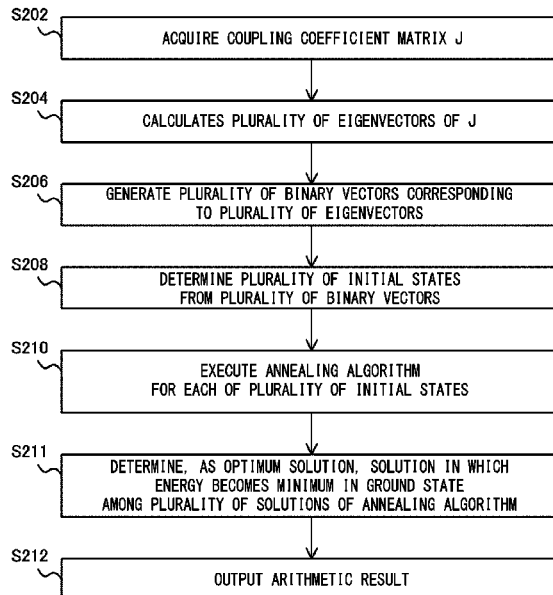 S202
ACQUIRE COUPLING COEFFICIENT MATRIX J
S204
CALCULATES PLURALITY OF EIGENVECTORS OF J
S206
GENERATE PLURALITY OF BINARY VECTORS CORRESPONDING
TO PLURALITY OF EIGENVECTORS
S208
DETERMINE PLURALITY OF INITIAL STATES
FROM PLURALITY OF BINARY VECTORS
S210
EXECUTE ANNEALING ALGORITHM
FOR EACH OF PLURALITY OF INITIAL STATES
S211
DETERMINE, AS OPTIMUM SOLUTION, SOLUTION IN WHICH
ENERGY BECOMES MINIMUM IN GROUND STATE
AMONG PLURALITY OF SOLUTIONS OF ANNEALING ALGORITHM
S212
OUTPUT ARITHMETIC RESULT